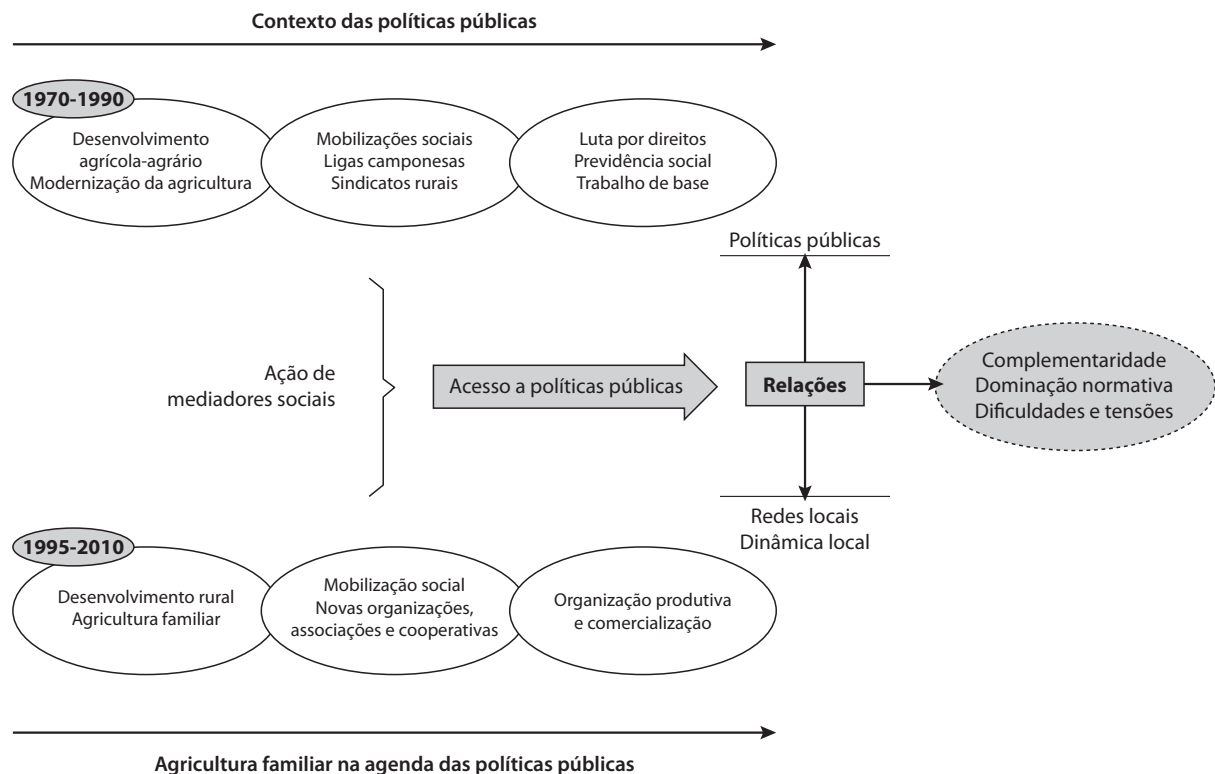 Contexto das políticas públicas
1970-1990
Desenvolvimento
agrícola-agrário
Modernização da agricultura
Mobilizações sociais
Ligas camponesas
Sindicatos rurais
Luta por direitos
Previdência social
Trabalho de base
Políticas públicas
Ação de
mediadores sociais
Acesso a políticas públicas
Relações
Complementaridade
Dominação normativa
Dificuldades e tensões
Redes locais
Dinâmica local
1995-2010
Desenvolvimento rural
Agricultura familiar
Mobilização social
Novas organizações,
associações e cooperativas
Organização produtiva
e comercialização
Agricultura familiar na agenda das políticas públicas